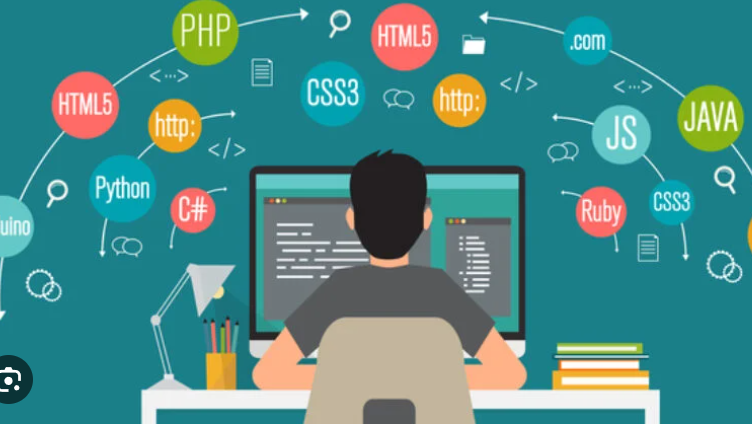 PHP
HTML5
.com
HTML5
CSS3
http:
JAVA
http:
JS
Python
C#
Ruby
CSS3
uino